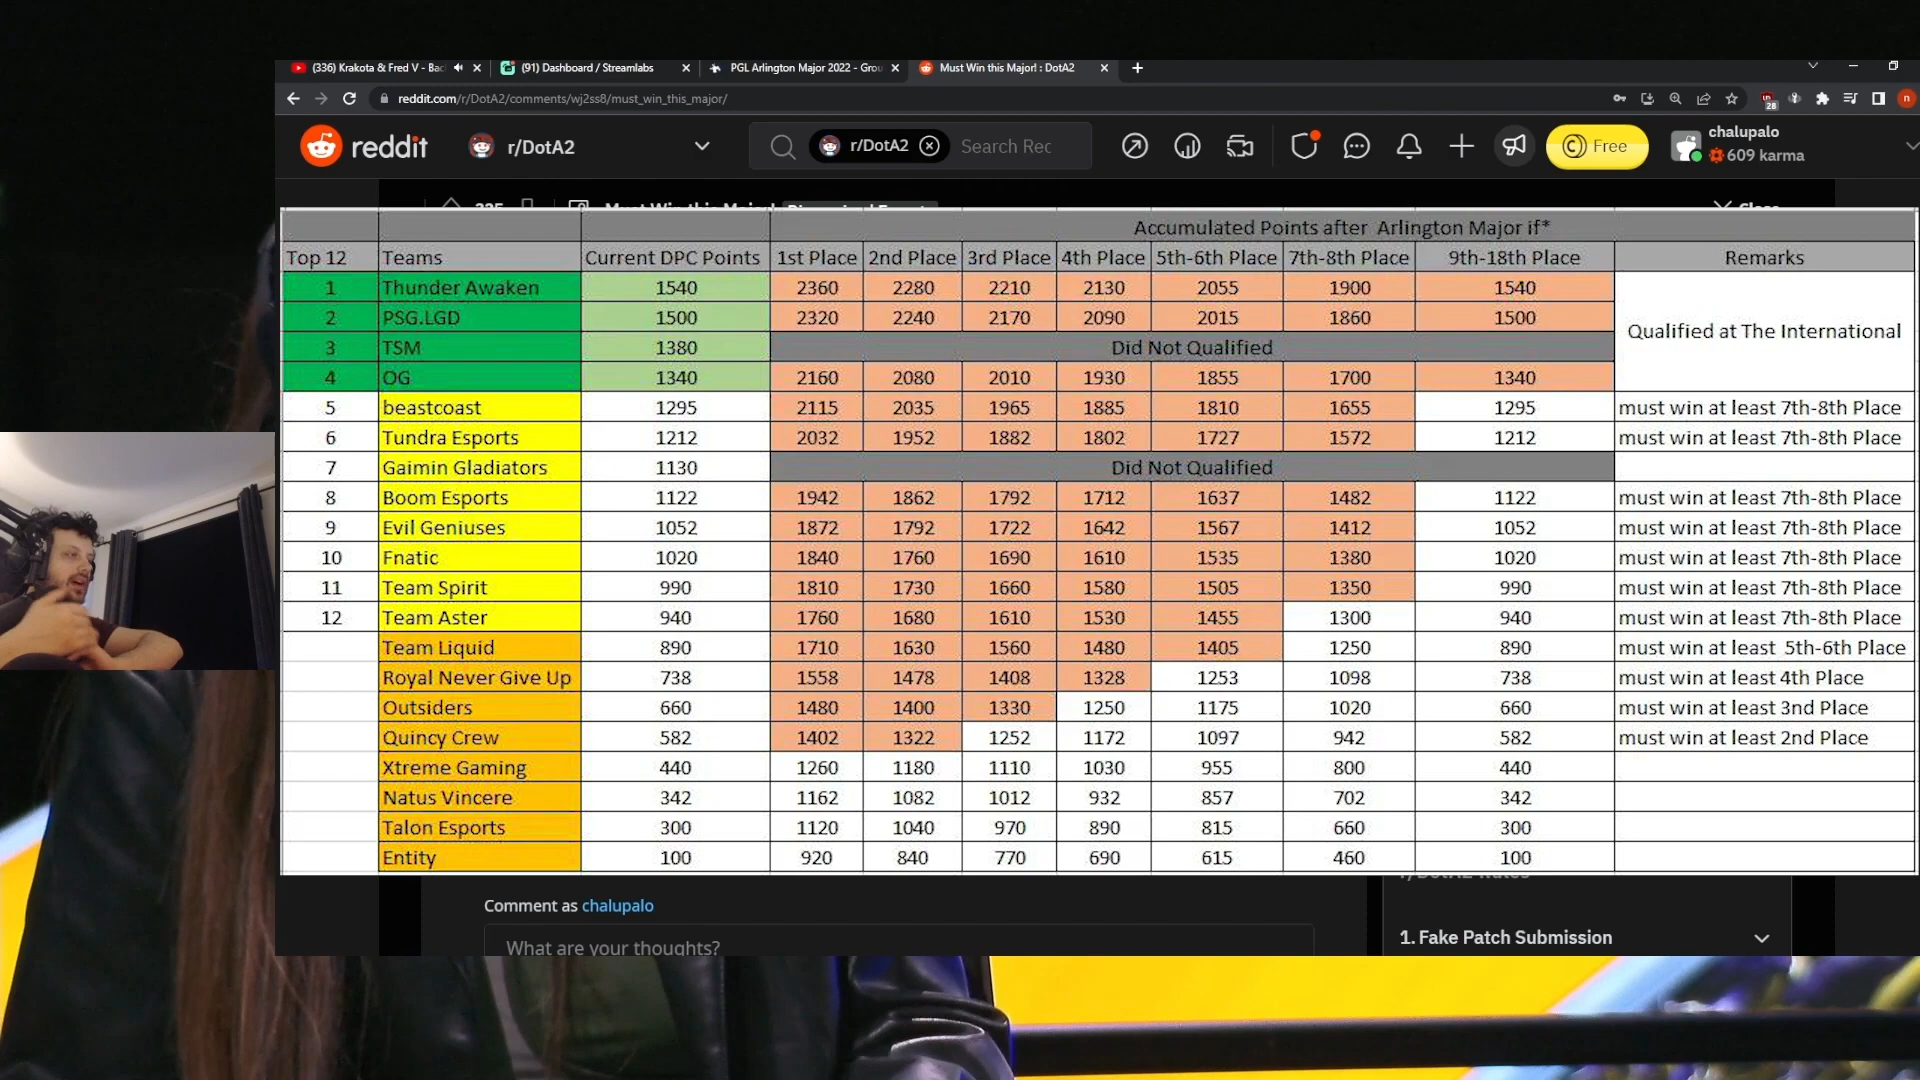 (336) Krakota & Fred V - Bac
(91) Dashboard / Streamlabs
PGL Arlington Major 2022 - Grou
Must Win this Major! : DotA2
reddit.com/r/DotA2/comments/wj2ss8/must_win_this_major/
28
n
reddit
r/DotA2
r/DotA2
Search Rec
Free
chalupalo
609 karma
Accumulated Points after Arlington Major if*
Top 12 Teams Current DPC Points 1st Place 2nd Place 3rd Place 4th Place 5th-6th Place 7th-8th Place 9th-18th Place Remarks
1 Thunder Awaken 1540 2360 2280 2210 2130 2055 1900 1540
2 PSG.LGD 1500 2320 2240 2170 2090 2015 1860 1500
Qualified at The International
3 TSM 1380 Did Not Qualified
4 OG 1340 2160 2080 2010 1930 1855 1700 1340
5 beastcoast 1295 2115 2035 1965 1885 1810 1655 1295 must win at least 7th-8th Place
6 Tundra Esports 1212 2032 1952 1882 1802 1727 1572 1212 must win at least 7th-8th Place
7 Gaimin Gladiators 1130 Did Not Qualified
8 Boom Esports 1122 1942 1862 1792 1712 1637 1482 1122 must win at least 7th-8th Place
9 Evil Geniuses 1052 1872 1792 1722 1642 1567 1412 1052 must win at least 7th-8th Place
10 Fnatic 1020 1840 1760 1690 1610 1535 1380 1020 must win at least 7th-8th Place
11 Team Spirit 990 1810 1730 1660 1580 1505 1350 990 must win at least 7th-8th Place
12 Team Aster 940 1760 1680 1610 1530 1455 1300 940 must win at least 7th-8th Place
Team Liquid 890 1710 1630 1560 1480 1405 1250 890 must win at least 5th-6th Place
Royal Never Give Up 738 1558 1478 1408 1328 1253 1098 738 must win at least 4th Place
Outsiders 660 1480 1400 1330 1250 1175 1020 660 must win at least 3nd Place
Quincy Crew 582 1402 1322 1252 1172 1097 942 582 must win at least 2nd Place
Xtreme Gaming 440 1260 1180 1110 1030 955 800 440
Natus Vincere 342 1162 1082 1012 932 857 702 342
Talon Esports 300 1120 1040 970 890 815 660 300
Entity 100 920 840 770 690 615 460 100
Comment as chalupalo
What are your thoughts?
1. Fake Patch Submission